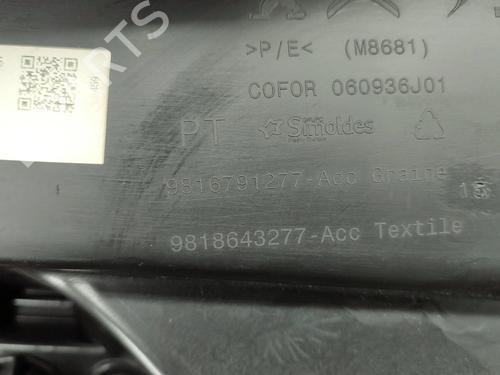 >P/E< (M8681)
COFOR 060936J01
PT Simoldes
9816791277-Acc Graine
9818643277-Acc Textile